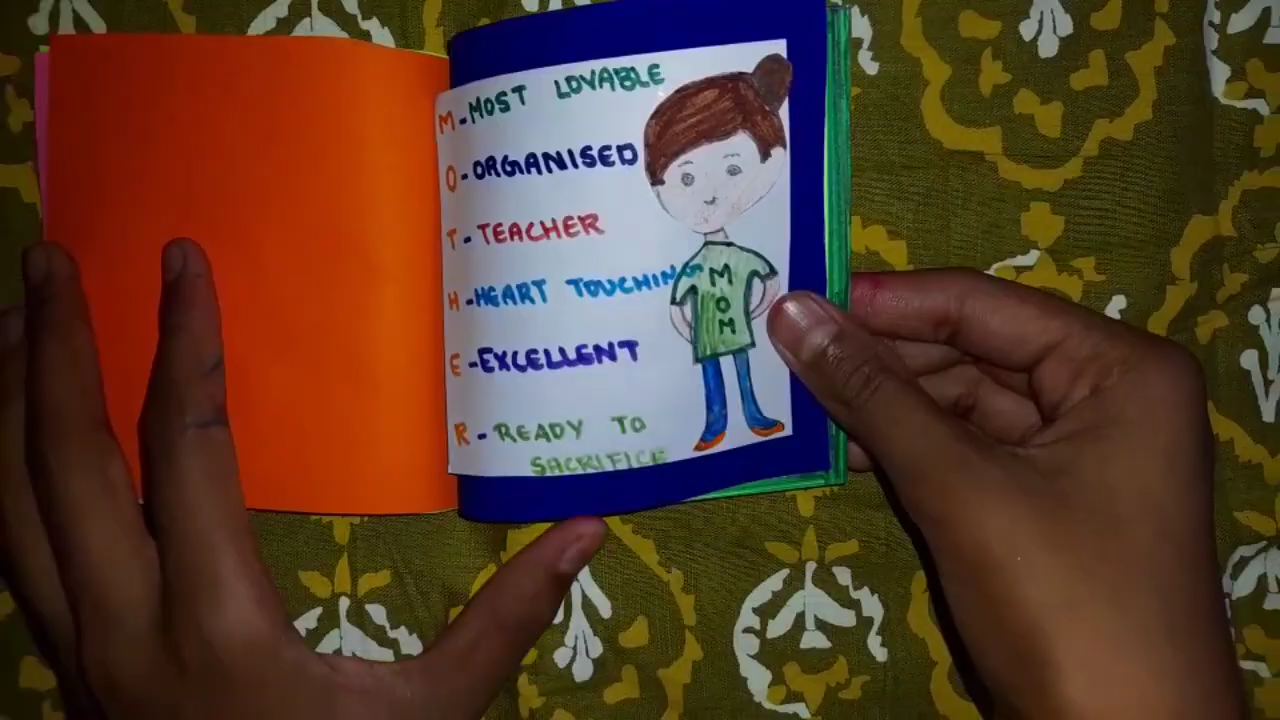 M-MOST LOVABLE
O-ORGANISED
T-TEACHER
H-HEART TOUCHING
E-EXCELLENT
R-READY TO
SACRIFICE
MOM